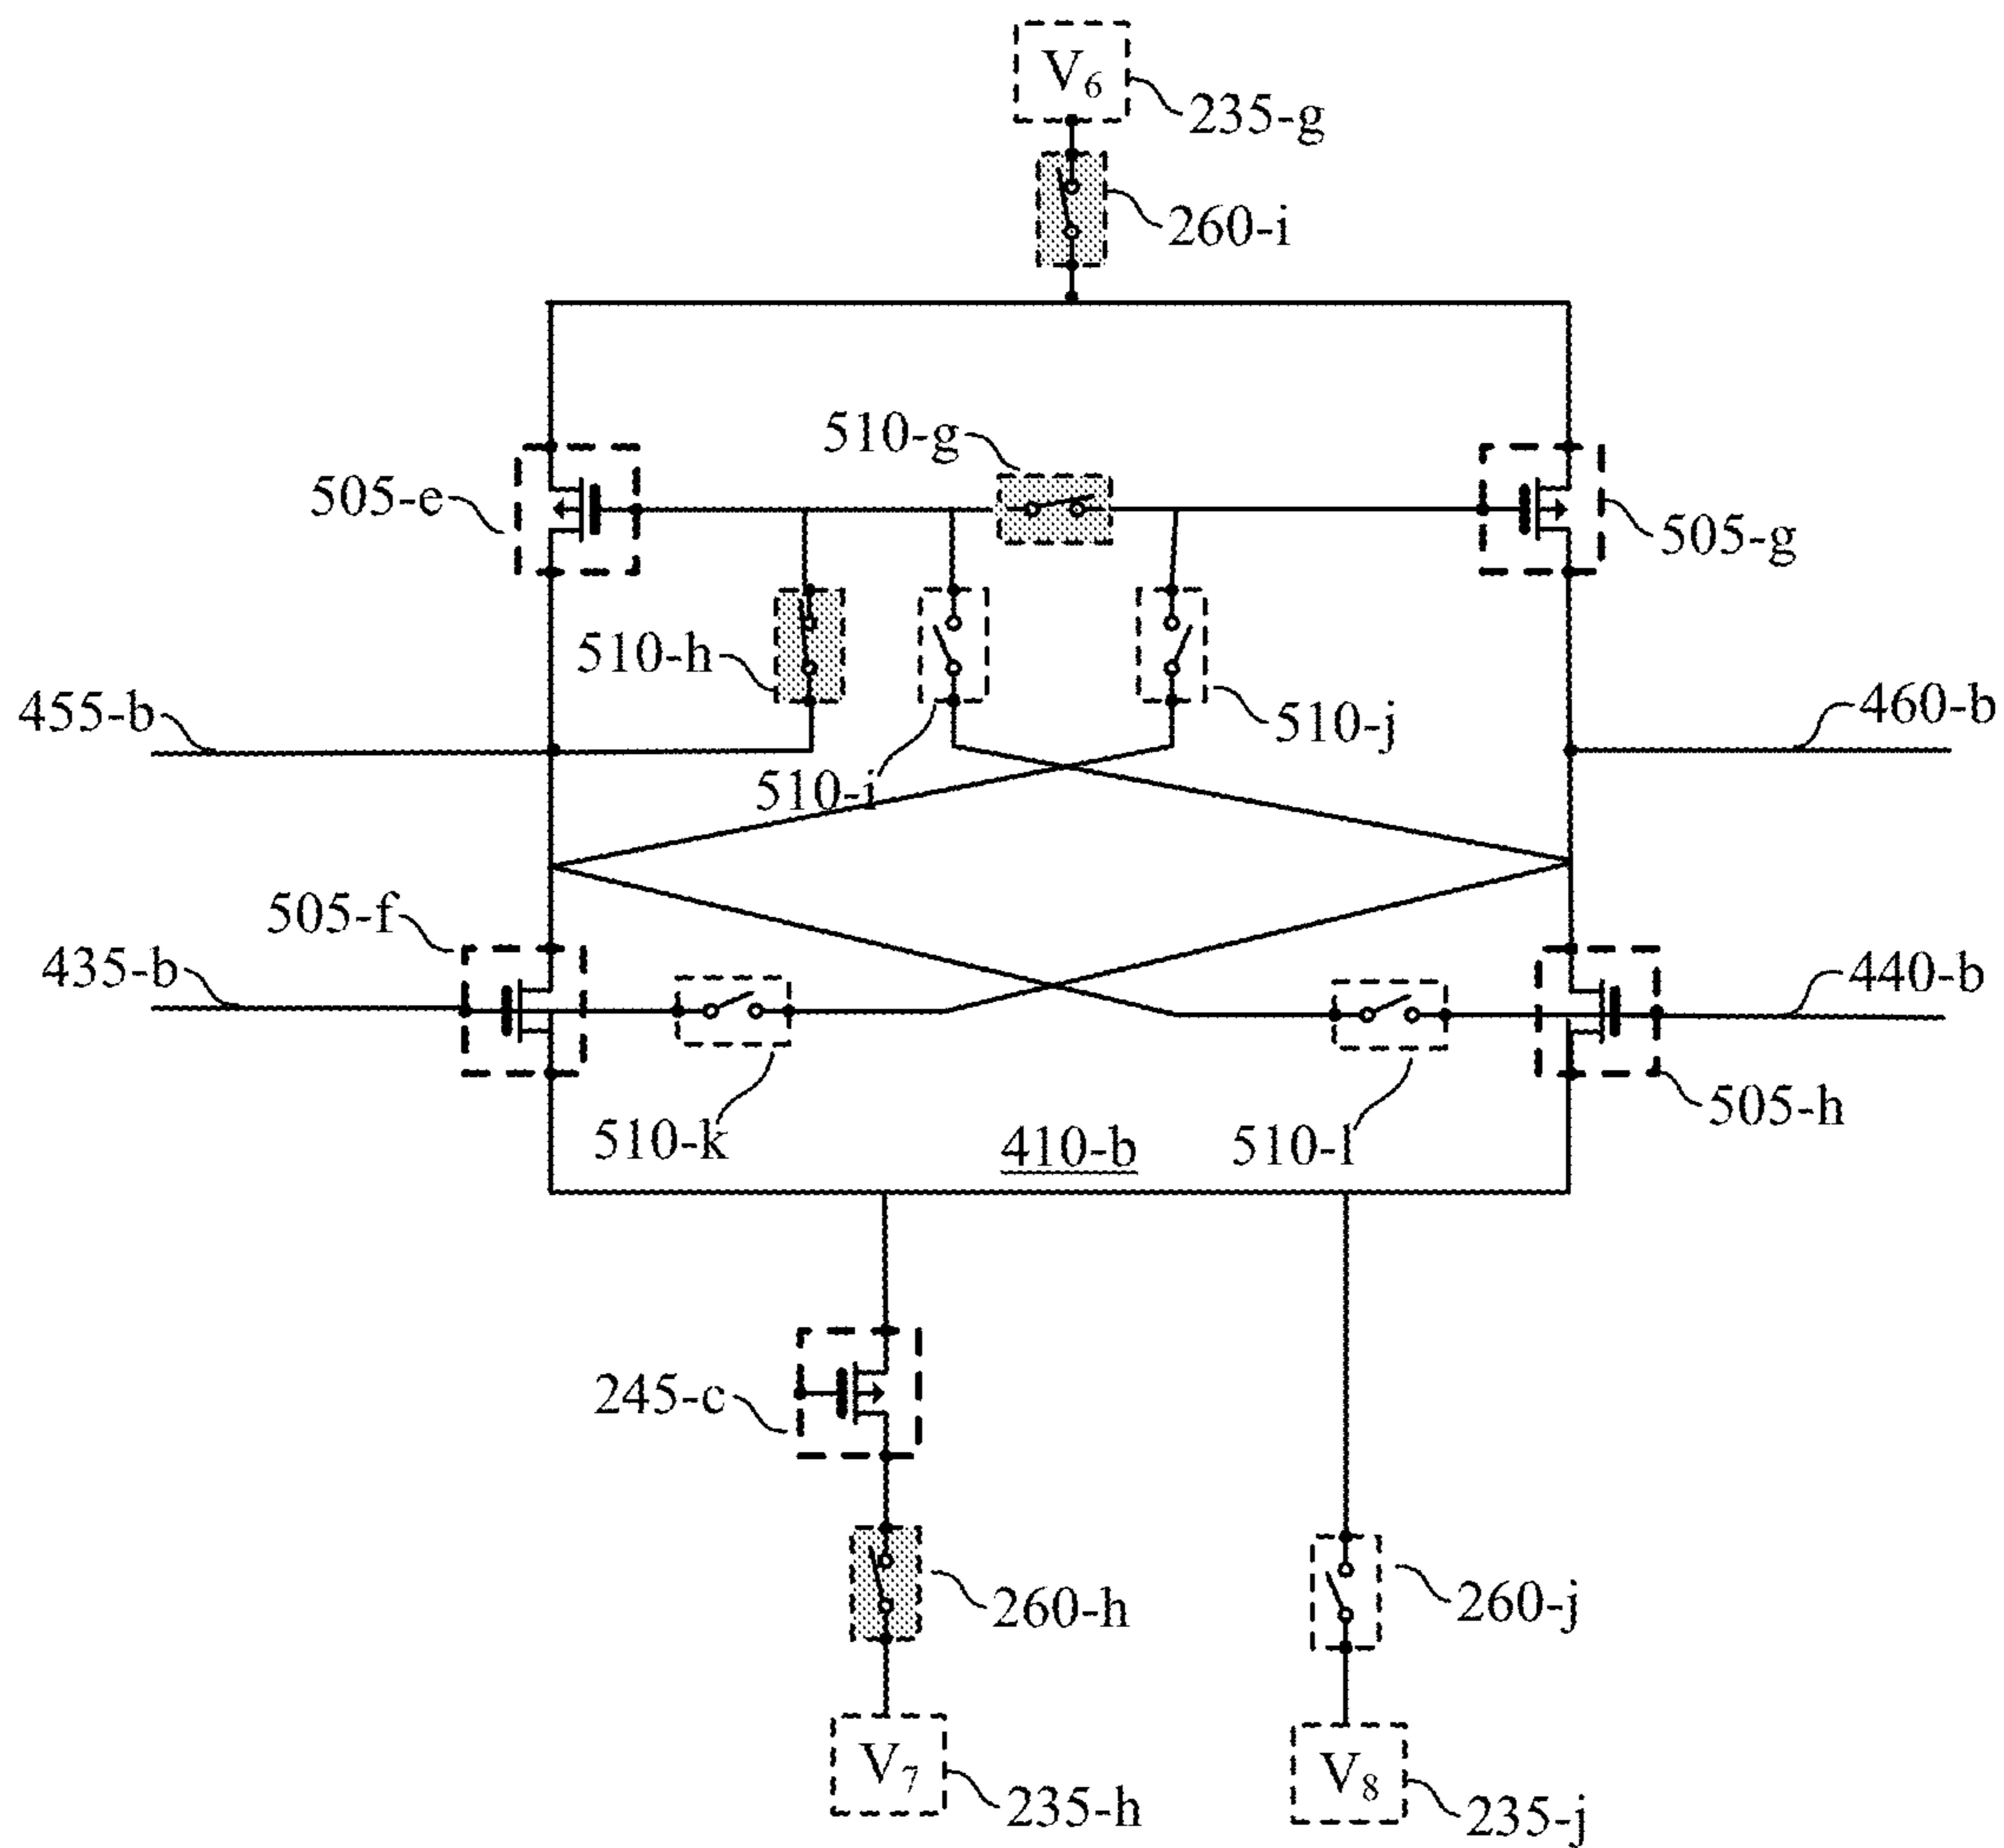 V6
235-g
260-i
510-g
505-e
505-g
510-h
510-j
455-b
460-b
510-i
505-f
435-b
440-b
510-k
410-b
510-l
505-h
245-c
260-h
260-j
V7
V8
235-h
235-j